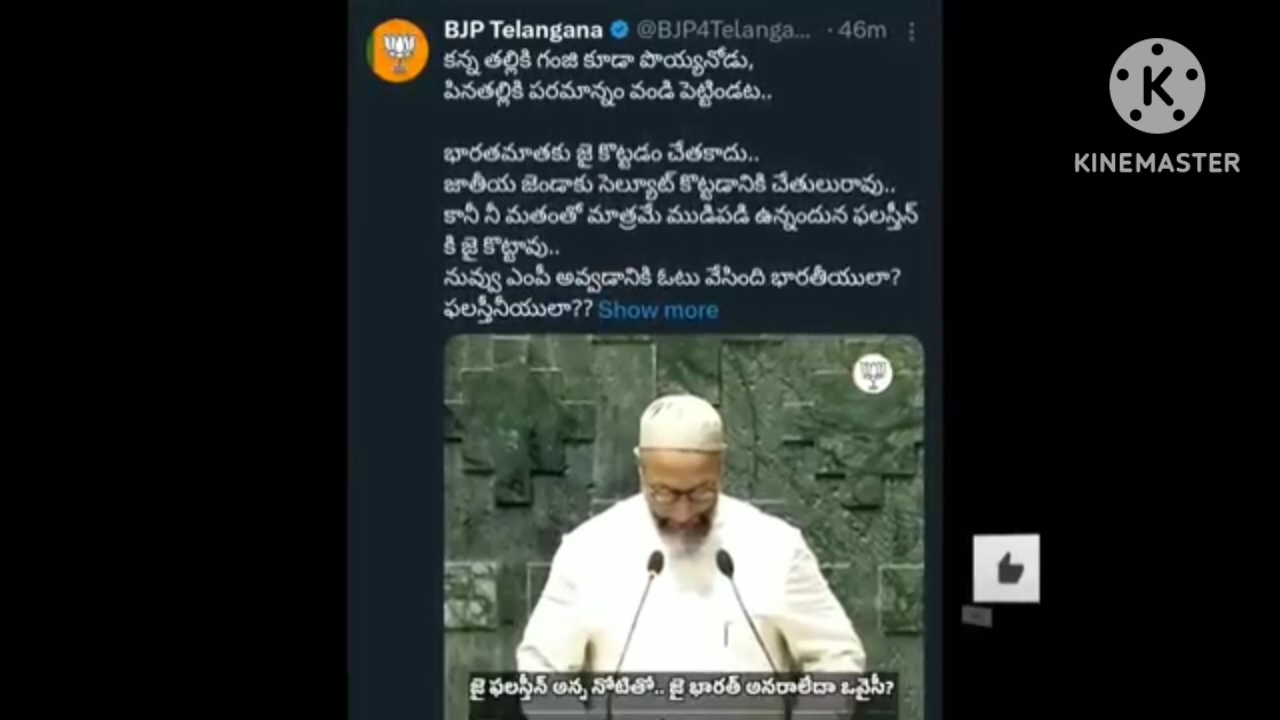 BJP Telangana @BJP4Telanga... · 46m
కన్న తల్లికి గంజి కూడా పొయ్యనోడు,
పినతల్లికి పరమాన్నం వండి పెట్టిండట..
భారతమాతకు జై కొట్టడం చేతకాదు..
జాతీయ జెండాకు సెల్యూట్ కొట్టడానికి చేతులురావు..
కానీ నీ మతంతో మాత్రమే ముడిపడి ఉన్నందున ఫలస్తీన్
కి జై కొట్టావు..
నువ్వు ఎంపీ అవ్వడానికి ఓటు వేసింది భారతీయులా?
ఫలస్తీనీయులా?? Show more
జై ఫలస్తీన్ అన్న నోటితో.. జై భారత్ అనరాలేదా ఒవైసీ?
K
KINEMASTER